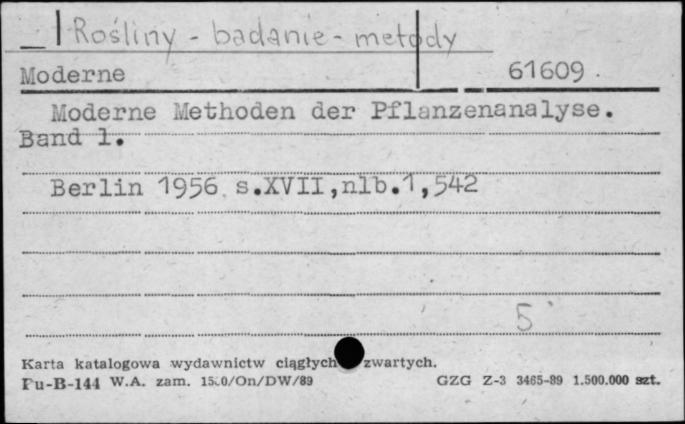 Rośliny - badanie - metody
Moderne 61609.
Moderne Methoden der Pflanzenanalyse.
Band 1.
Berlin 1956 s.XVII,nlb.1,542
5
Karta katalogowa wydawnictw ciągłych zwartych.
Pu-B-144 W.A. zam. /On/DW/89 GZG Z-3 3465-89 1.500.000 szt.